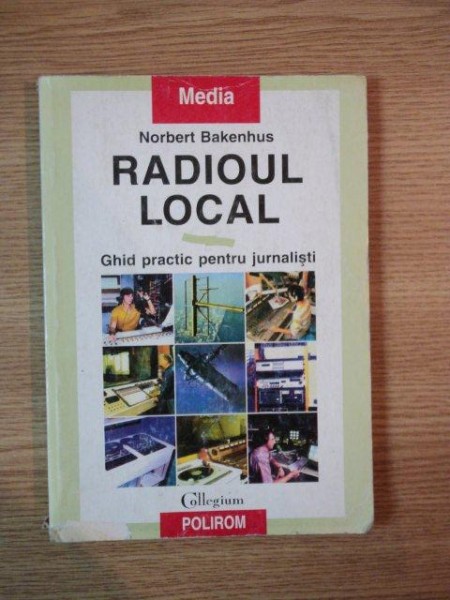 Media
Norbert Bakenhus
RADIOUL
LOCAL
Ghid practic pentru jurnaliști
Collegium
POLIROM